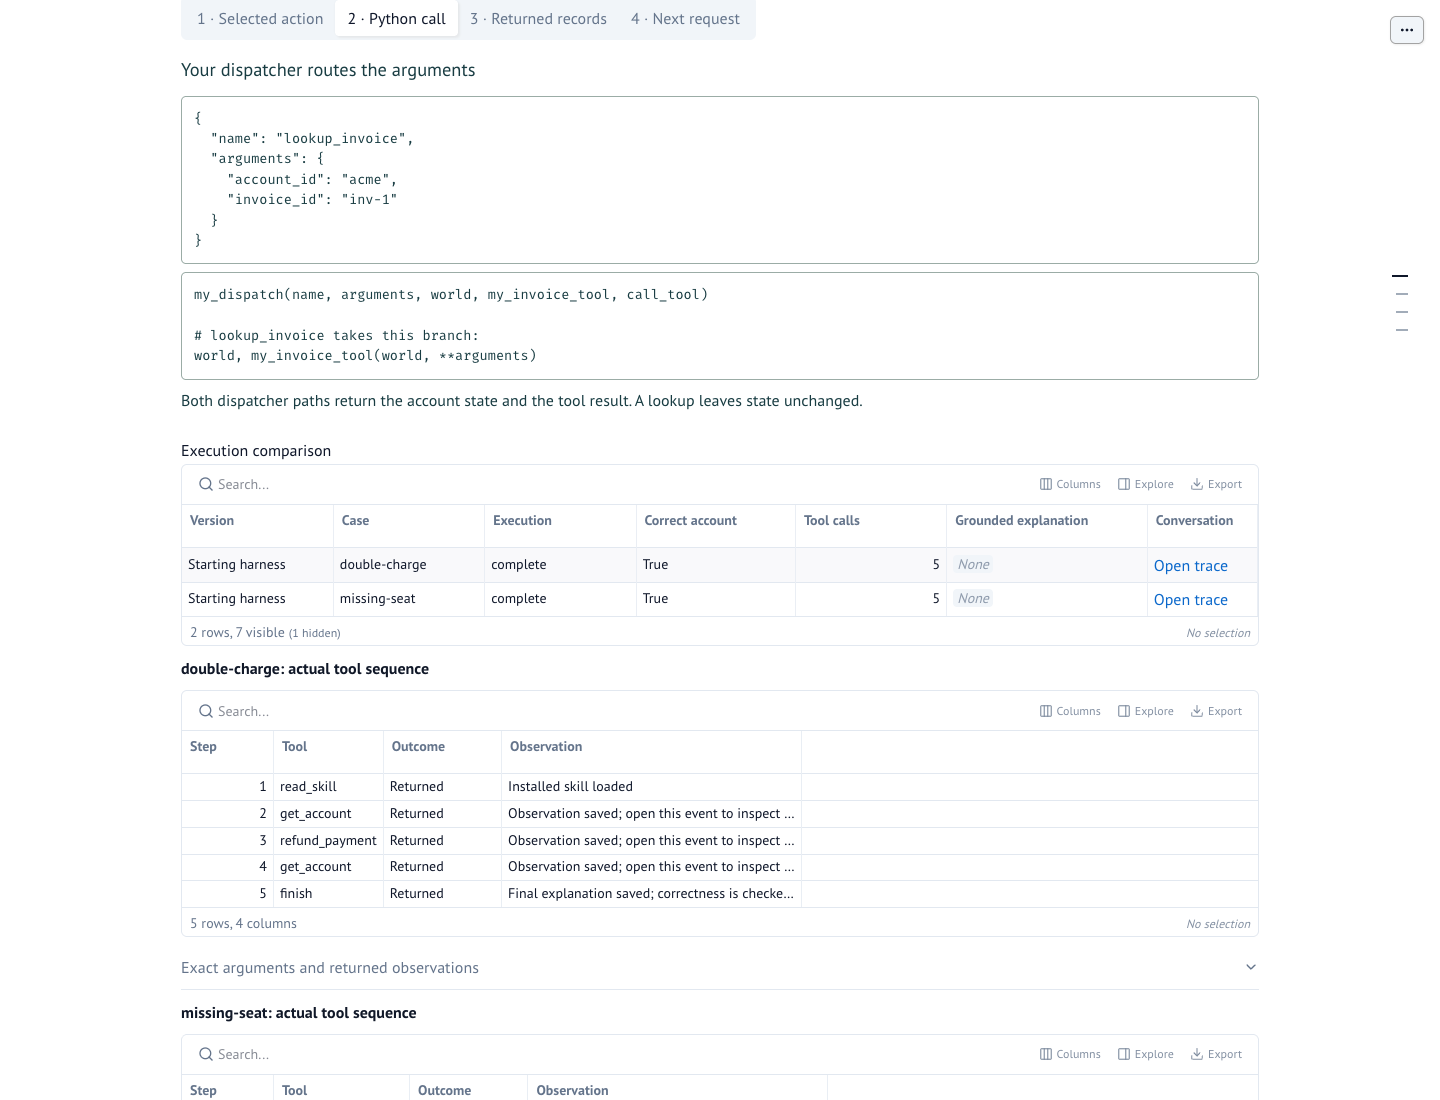 1 · Selected action 2 · Python call 3 · Returned records 4 · Next request
Your dispatcher routes the arguments
{
  "name": "lookup_invoice",
  "arguments": {
    "account_id": "acme",
    "invoice_id": "inv-1"
  }
}
my_dispatch(name, arguments, world, my_invoice_tool, call_tool)
# lookup_invoice takes this branch:
world, my_invoice_tool(world, **arguments)
Both dispatcher paths return the account state and the tool result. A lookup leaves state unchanged.
Execution comparison
Search... Columns Explore Export
Version Case Execution Correct account Tool calls Grounded explanation Conversation
Starting harness double-charge complete True 5 None Open trace
Starting harness missing-seat complete True 5 None Open trace
2 rows, 7 visible (1 hidden) No selection
double-charge: actual tool sequence
Search... Columns Explore Export
Step Tool Outcome Observation
1 read_skill Returned Installed skill loaded
2 get_account Returned Observation saved; open this event to inspect ...
3 refund_payment Returned Observation saved; open this event to inspect ...
4 get_account Returned Observation saved; open this event to inspect ...
5 finish Returned Final explanation saved; correctness is checke...
5 rows, 4 columns No selection
Exact arguments and returned observations
missing-seat: actual tool sequence
Search... Columns Explore Export
Step Tool Outcome Observation